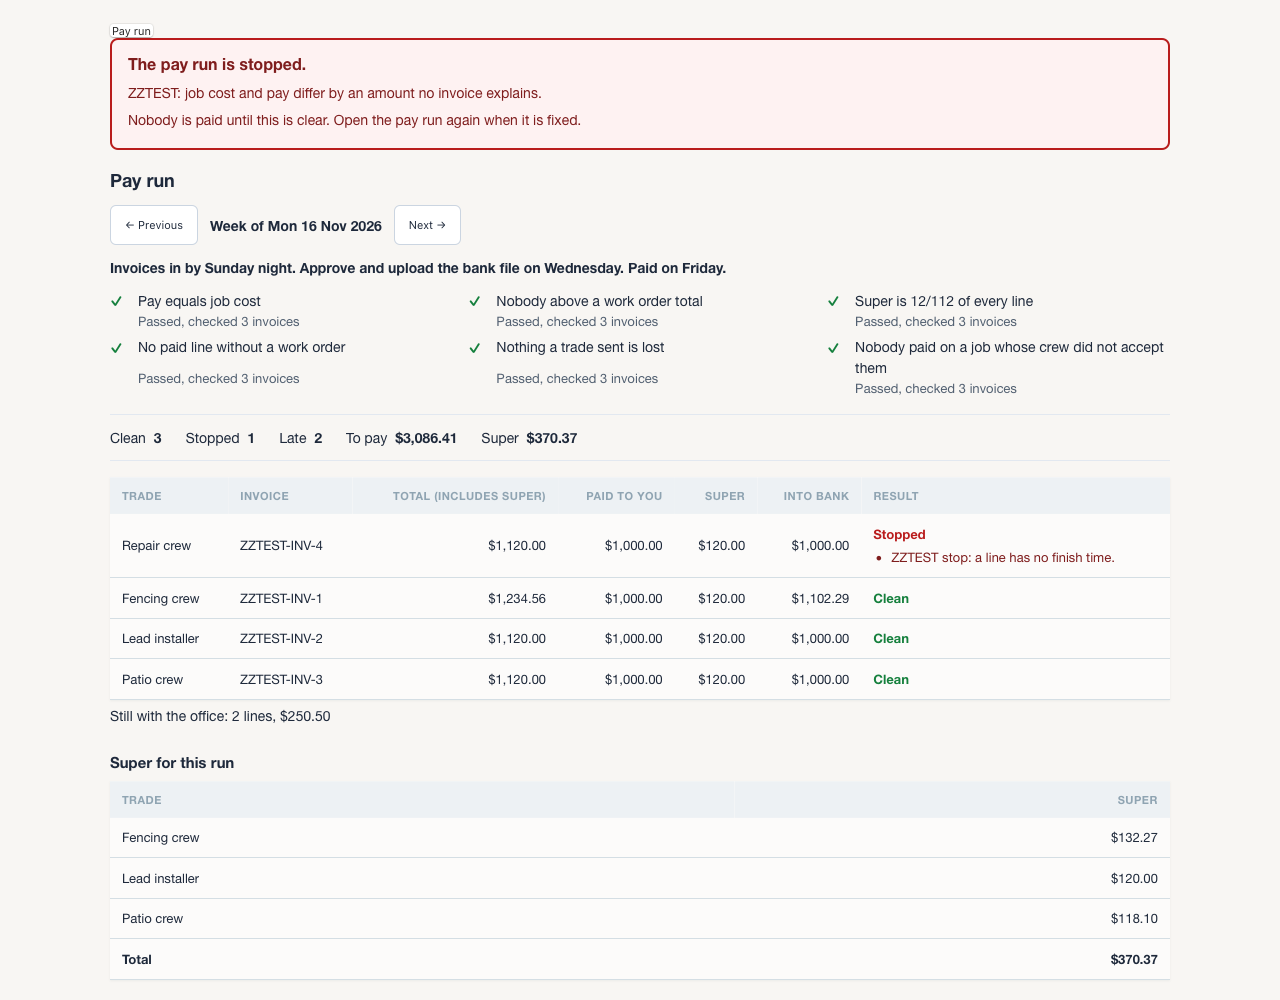 Pay run
The pay run is stopped.
ZZTEST: job cost and pay differ by an amount no invoice explains.
Nobody is paid until this is clear. Open the pay run again when it is fixed.
Pay run
← Previous Week of Mon 16 Nov 2026 Next →
Invoices in by Sunday night. Approve and upload the bank file on Wednesday. Paid on Friday.
Pay equals job cost
Passed, checked 3 invoices
Nobody above a work order total
Passed, checked 3 invoices
Super is 12/112 of every line
Passed, checked 3 invoices
No paid line without a work order
Passed, checked 3 invoices
Nothing a trade sent is lost
Passed, checked 3 invoices
Nobody paid on a job whose crew did not accept
them
Passed, checked 3 invoices
Clean 3 Stopped 1 Late 2 To pay $3,086.41 Super $370.37
TRADE INVOICE TOTAL (INCLUDES SUPER) PAID TO YOU SUPER INTO BANK RESULT
Repair crew ZZTEST-INV-4 $1,120.00 $1,000.00 $120.00 $1,000.00 Stopped
• ZZTEST stop: a line has no finish time.
Fencing crew ZZTEST-INV-1 $1,234.56 $1,000.00 $120.00 $1,102.29 Clean
Lead installer ZZTEST-INV-2 $1,120.00 $1,000.00 $120.00 $1,000.00 Clean
Patio crew ZZTEST-INV-3 $1,120.00 $1,000.00 $120.00 $1,000.00 Clean
Still with the office: 2 lines, $250.50
Super for this run
TRADE SUPER
Fencing crew $132.27
Lead installer $120.00
Patio crew $118.10
Total $370.37